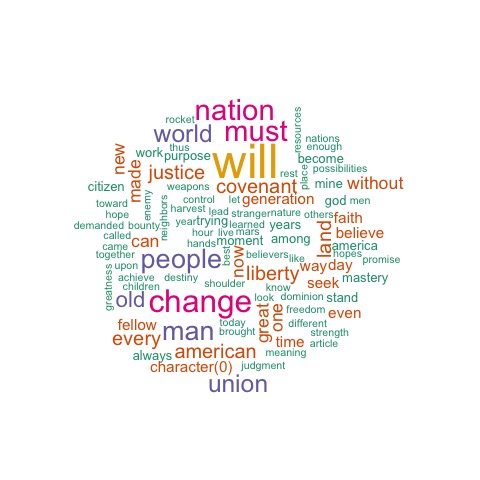 rocket
nation
resources
world
must
nations
thus
enough
new
work
purpose
will
become
made
justice
rest
place
possibilities
citizen
weapons
covenant
mine
without
enemy
control
let
generation
god
men
toward
harvest
lead
stranger
nature
others
faith
hope
neighbors
year
trying
learned
years
land
demanded
bounty
hour
live
mars
believe
called
can
hands
moment
among
america
came
people
best
now
believers
like
hopes
promise
together
upon
achieve
destiny
liberty
way
day
greatness
children
shoulder
know
seek
mastery
old
change
look
dominion
stand
great
one
freedom
even
fellow
man
today
brought
different
every
time
strength
article
always
american
meaning
character(0)
judgment
union